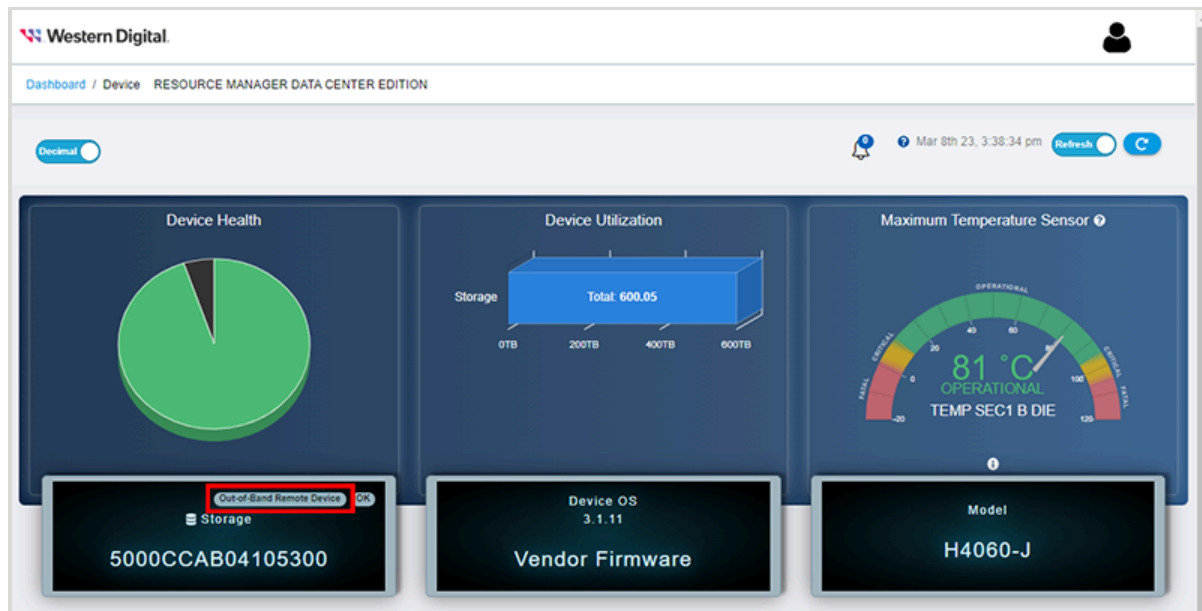 Western Digital.
Dashboard / Device RESOURCE MANAGER DATA CENTER EDITION
Decimal
0
Mar 8th 23, 3:38:34 pm
Refresh
Device Health
Device Utilization
Storage
Total: 600.05
0TB 200TB 400TB 600TB
Maximum Temperature Sensor
OPERATIONAL
CRITICAL
FATAL
CRITICAL
FATAL
-20 0 20 40 60 80 100 120
81 °C
OPERATIONAL
TEMP SEC1 B DIE
Out-of-Band Remote Device OK
Storage
5000CCAB04105300
Device OS
3.1.11
Vendor Firmware
Model
H4060-J